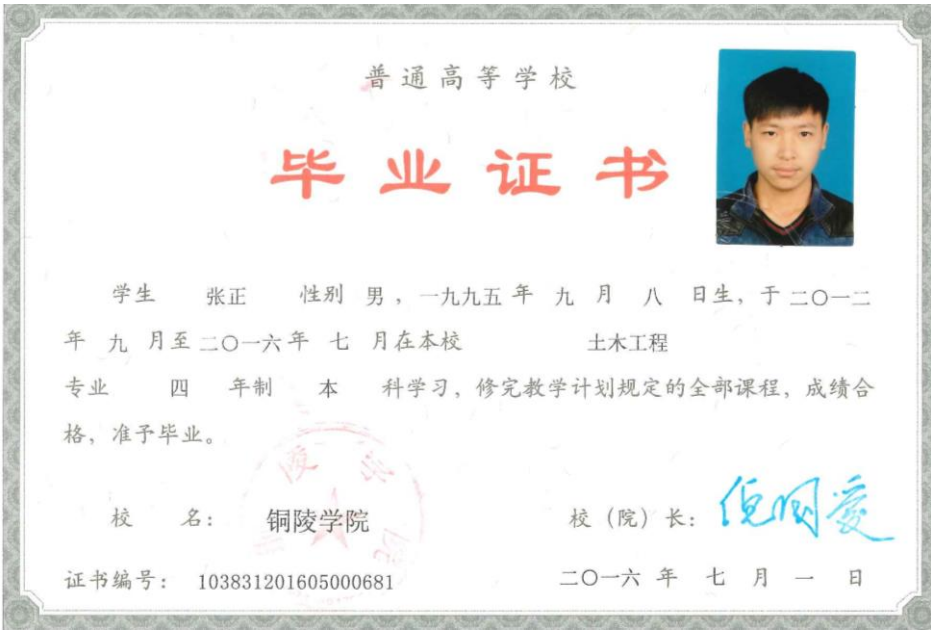 普通高等学校
毕业证书
学生 张正 性别 男，一九九五年 九 月 八 日生，于二〇一二
年 九 月至二〇一六年 七 月在本校 土木工程
专业 四 年制 本 科学习，修完教学计划规定的全部课程，成绩合
格，准予毕业。
校 名： 铜陵学院 校（院）长： 倪国爱
证书编号： 103831201605000681 二〇一六 年 七 月 一 日